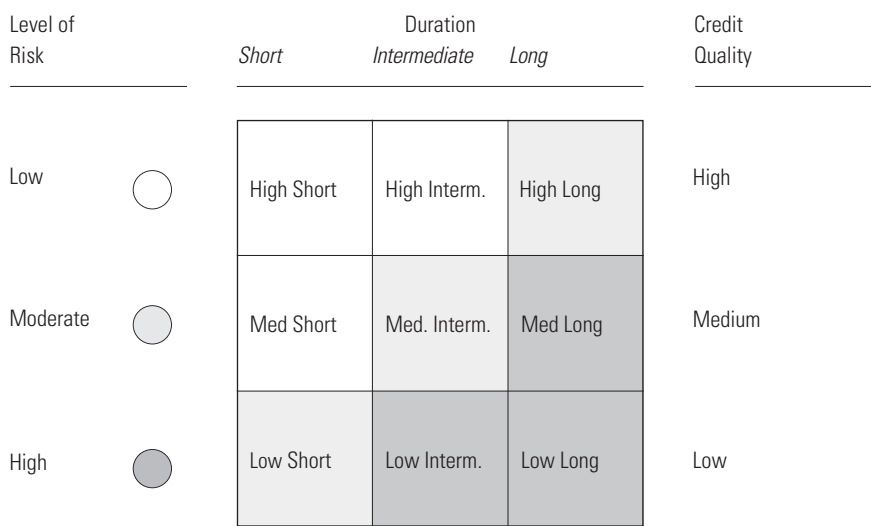 Level of
Risk
Duration
Short Intermediate Long
Credit
Quality
Low
High Short High Interm. High Long
High
Moderate
Med Short Med. Interm. Med Long
Medium
High
Low Short Low Interm. Low Long
Low